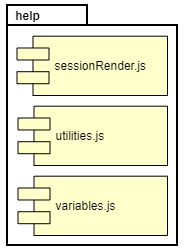 help
sessionRender.js
utilities.js
variables.js